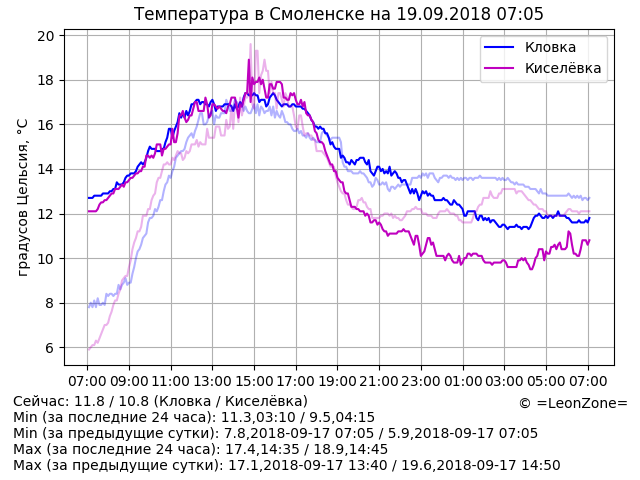 Температура в Смоленске на 19.09.2018 07:05
Кловка
Киселёвка
градусов Цельсия, °C
20
18
16
14
12
10
8
6
07:00 09:00 11:00 13:00 15:00 17:00 19:00 21:00 23:00 01:00 03:00 05:00 07:00
Сейчас: 11.8 / 10.8 (Кловка / Киселёвка)
© =LeonZone=
Min (за последние 24 часа): 11.3,03:10 / 9.5,04:15
Min (за предыдущие сутки): 7.8,2018-09-17 07:05 / 5.9,2018-09-17 07:05
Max (за последние 24 часа): 17.4,14:35 / 18.9,14:45
Max (за предыдущие сутки): 17.1,2018-09-17 13:40 / 19.6,2018-09-17 14:50